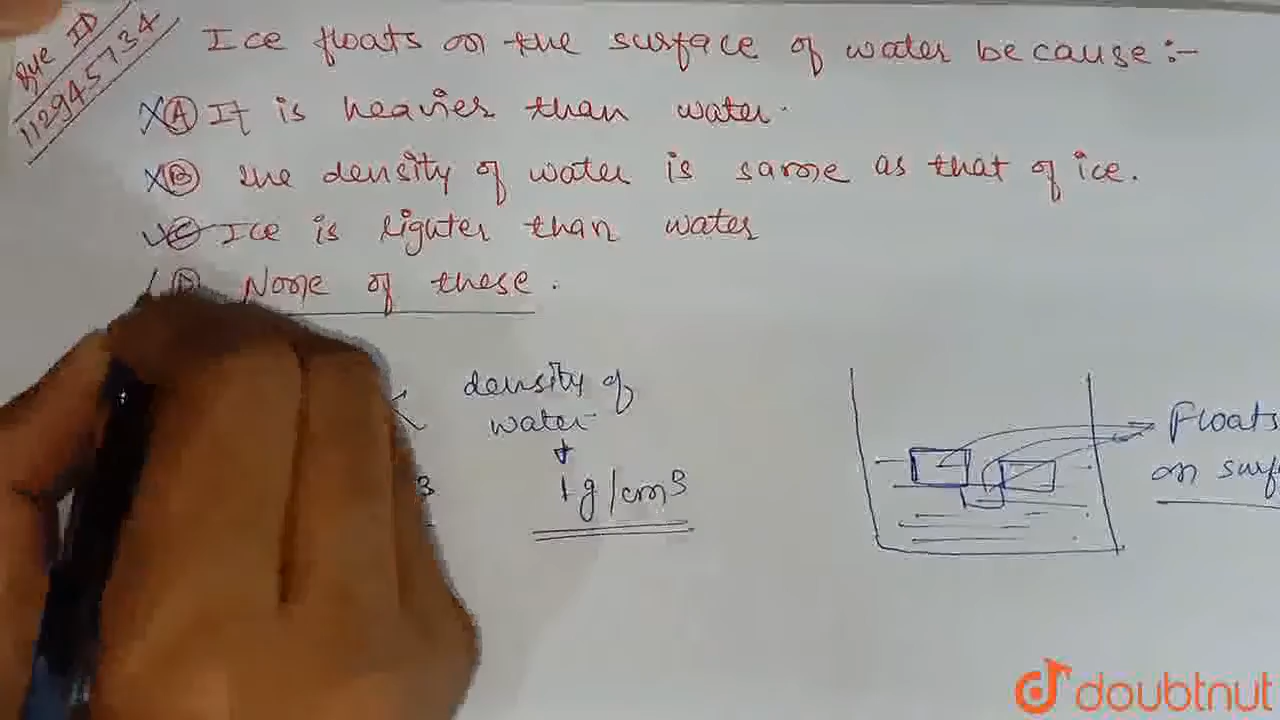 Que ID
112945734
Ice floats on the surface of water because :-
A It is heavier than water.
B The density of water is same as that of ice.
C Ice is lighter than water
D None of these.
density of
water
1 g/cm3
3
Floats
on surf
doubtnut